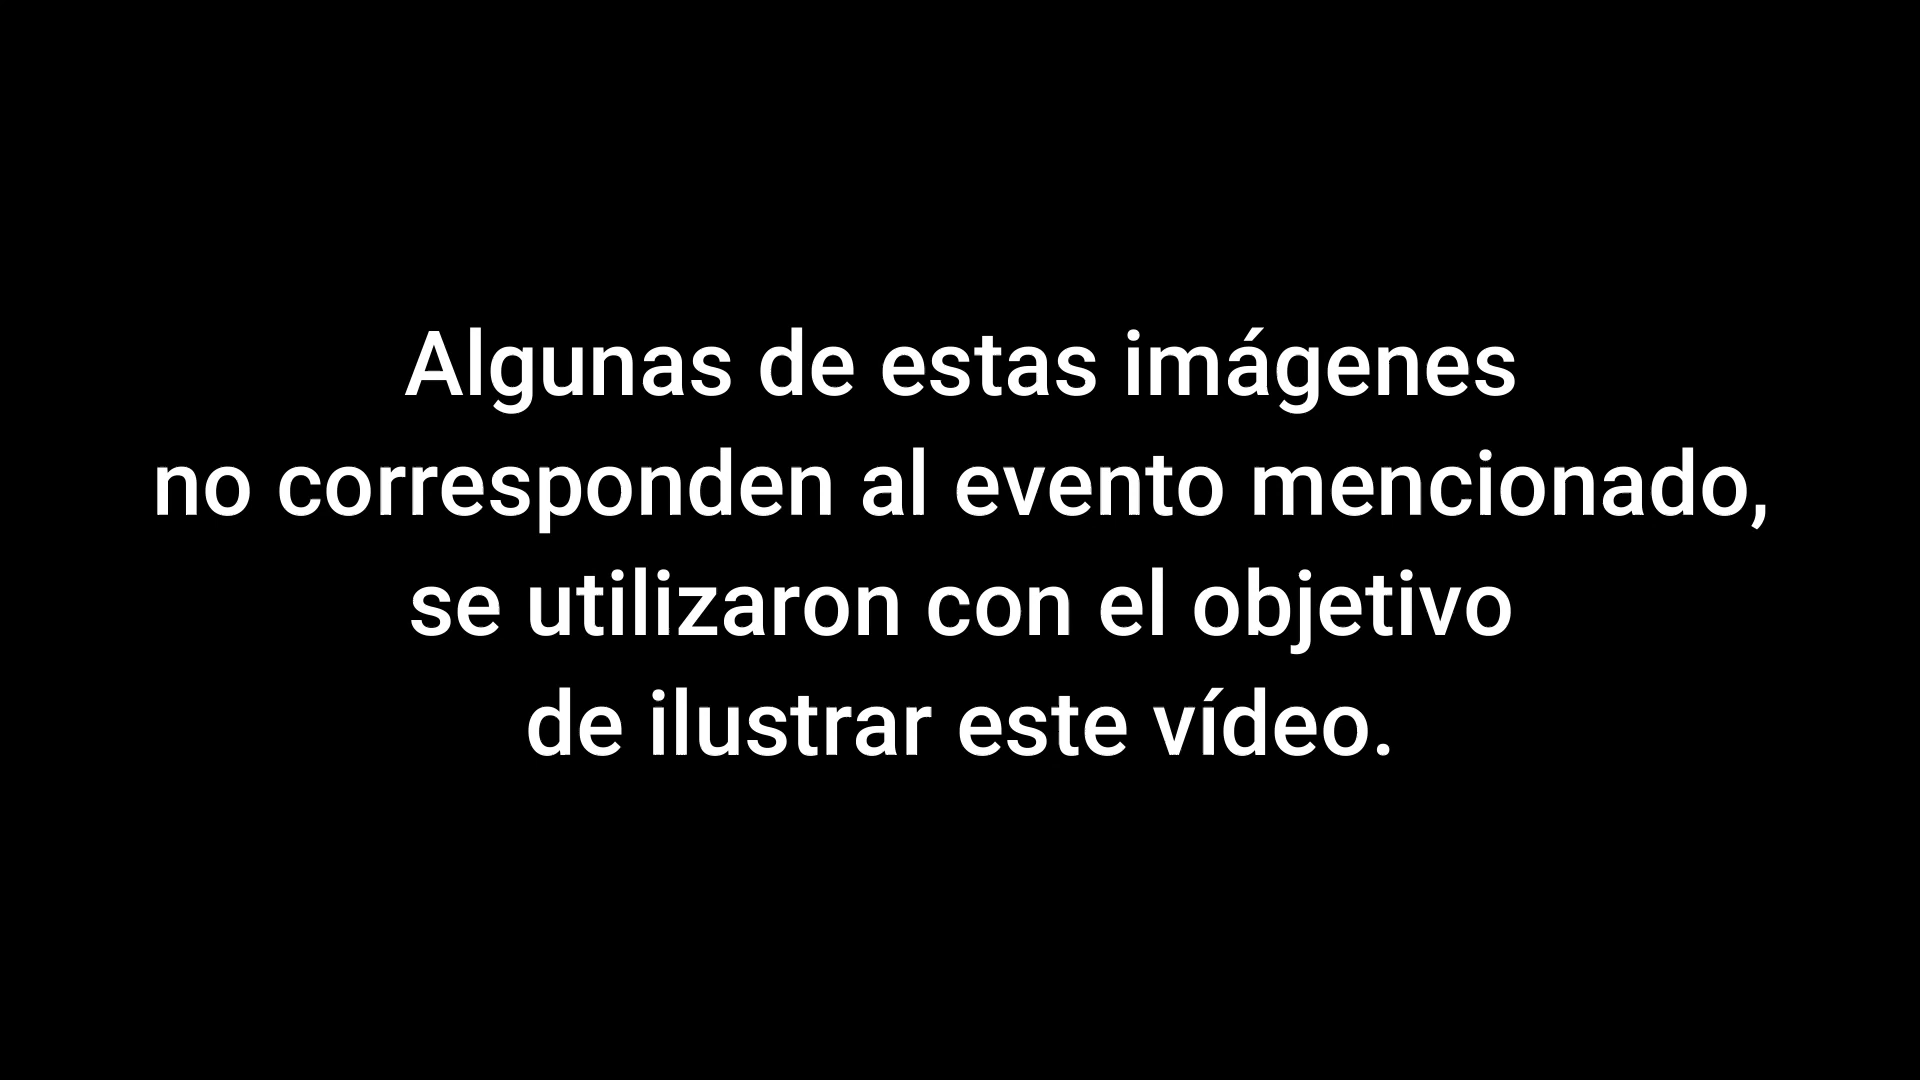 Algunas de estas imágenes
no corresponden al evento mencionado,
se utilizaron con el objetivo
de ilustrar este vídeo.